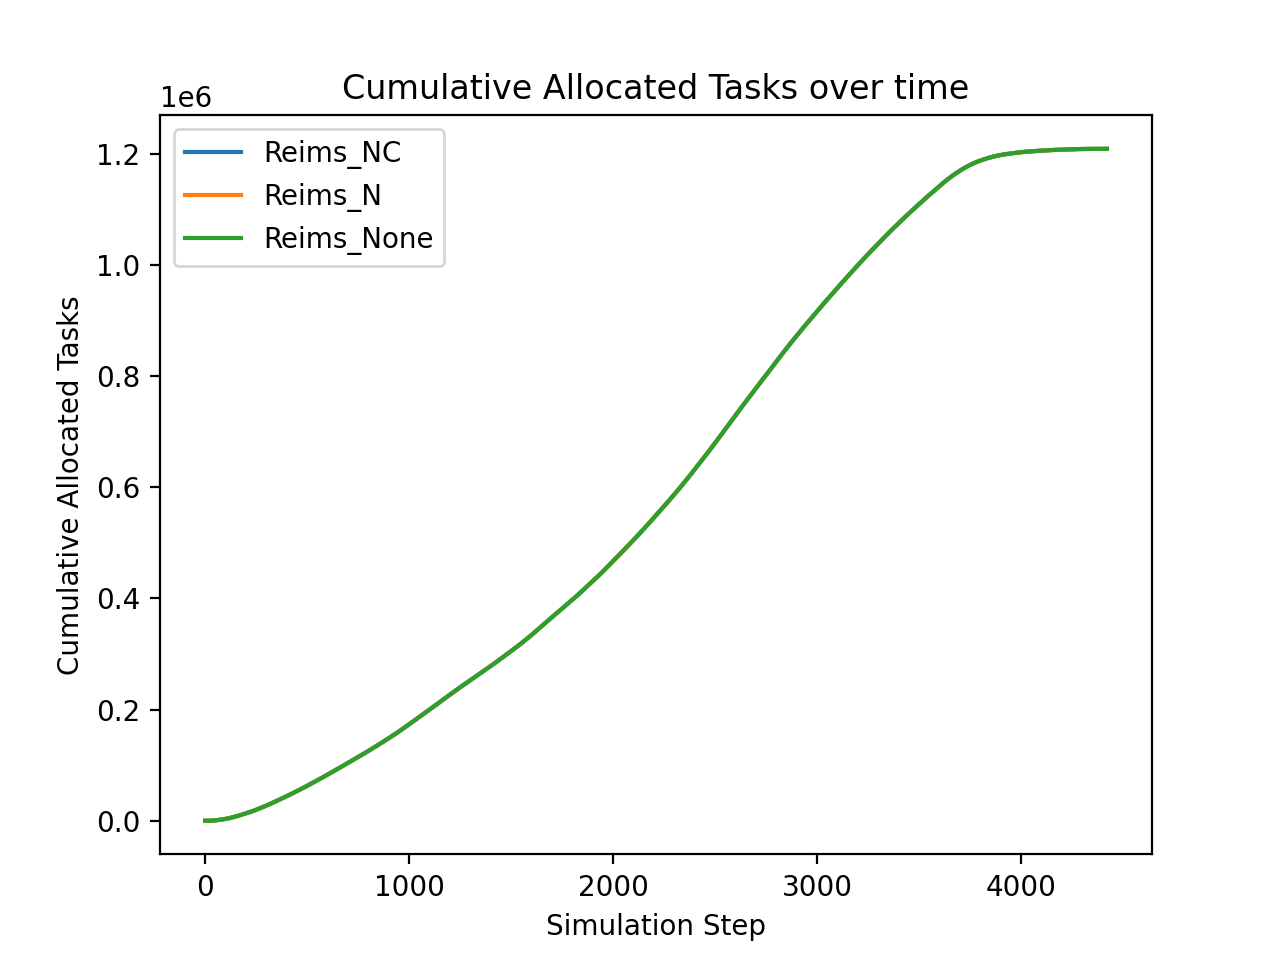 Cumulative Allocated Tasks over time
1e6
Reims_NC
Reims_N
Reims_None
1.2
1.0
0.8
0.6
0.4
0.2
0.0
Cumulative Allocated Tasks
0
1000
2000
3000
4000
Simulation Step